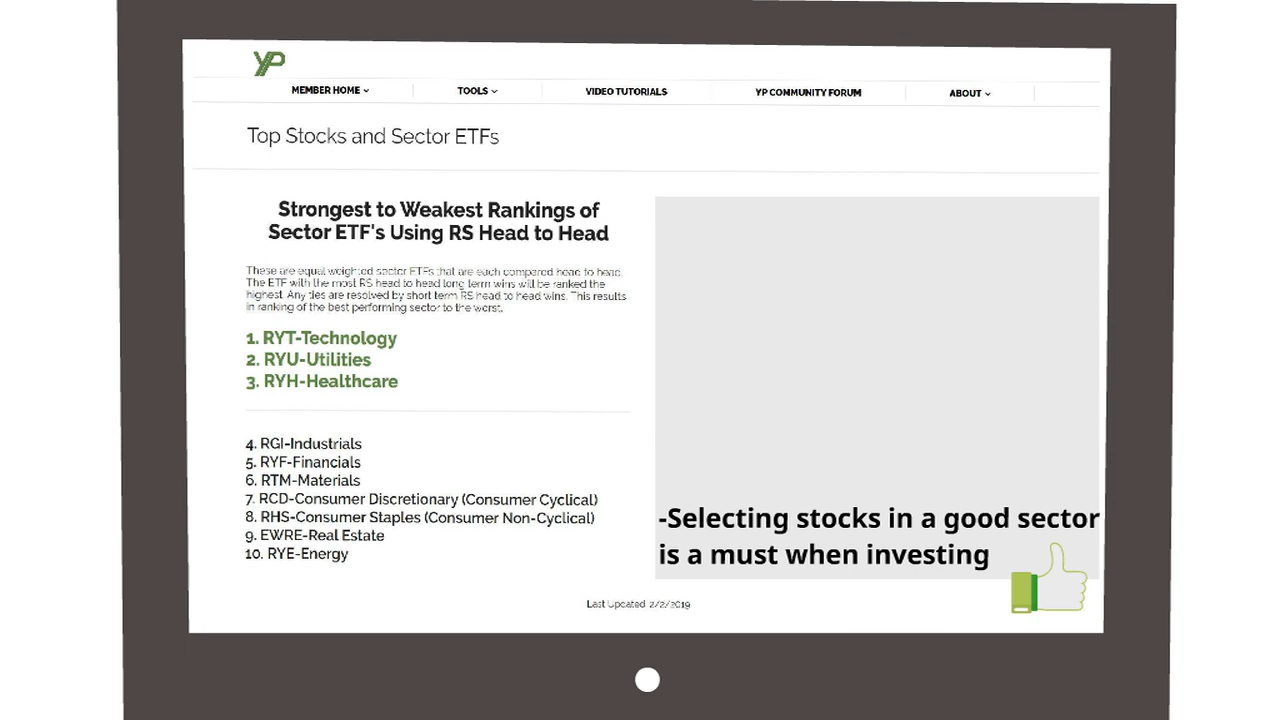 YP
MEMBER HOME
TOOLS
VIDEO TUTORIALS
YP COMMUNITY FORUM
ABOUT
Top Stocks and Sector ETFs
Strongest to Weakest Rankings of
Sector ETF's Using RS Head to Head
These are equal weighted sector ETFs that are each compared head to head.
The ETF with the most RS head to head long term wins will be ranked the
highest. Any ties are resolved by short term RS head to head wins. This results
in ranking of the best performing sector to the worst.
1. RYT-Technology
2. RYU-Utilities
3. RYH-Healthcare
4. RGI-Industrials
5. RYF-Financials
6. RTM-Materials
7. RCD-Consumer Discretionary (Consumer Cyclical)
8. RHS-Consumer Staples (Consumer Non-Cyclical)
9. EWRE-Real Estate
10. RYE-Energy
-Selecting stocks in a good sector
is a must when investing
Last Updated 2/2/2019